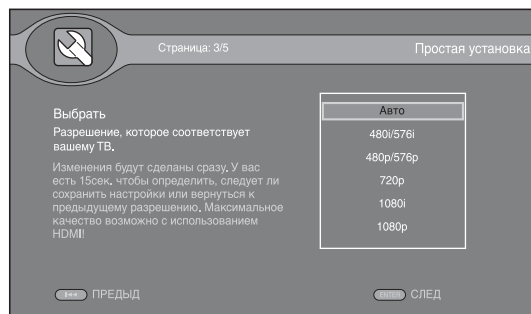 Страница: 3/5
Простая установка
Выбрать
Разрешение, которое соответствует
вашему ТВ.
Изменения будут сделаны сразу. У вас
есть 15сек. чтобы определить, следует ли
сохранить настройки или вернуться к
предыдущему разрешению. Максимальное
качество возможно с использованием
HDMI!
Авто
480i/576i
480p/576p
720p
1080i
1080p
ПРЕДЫД
ENTER СЛЕД